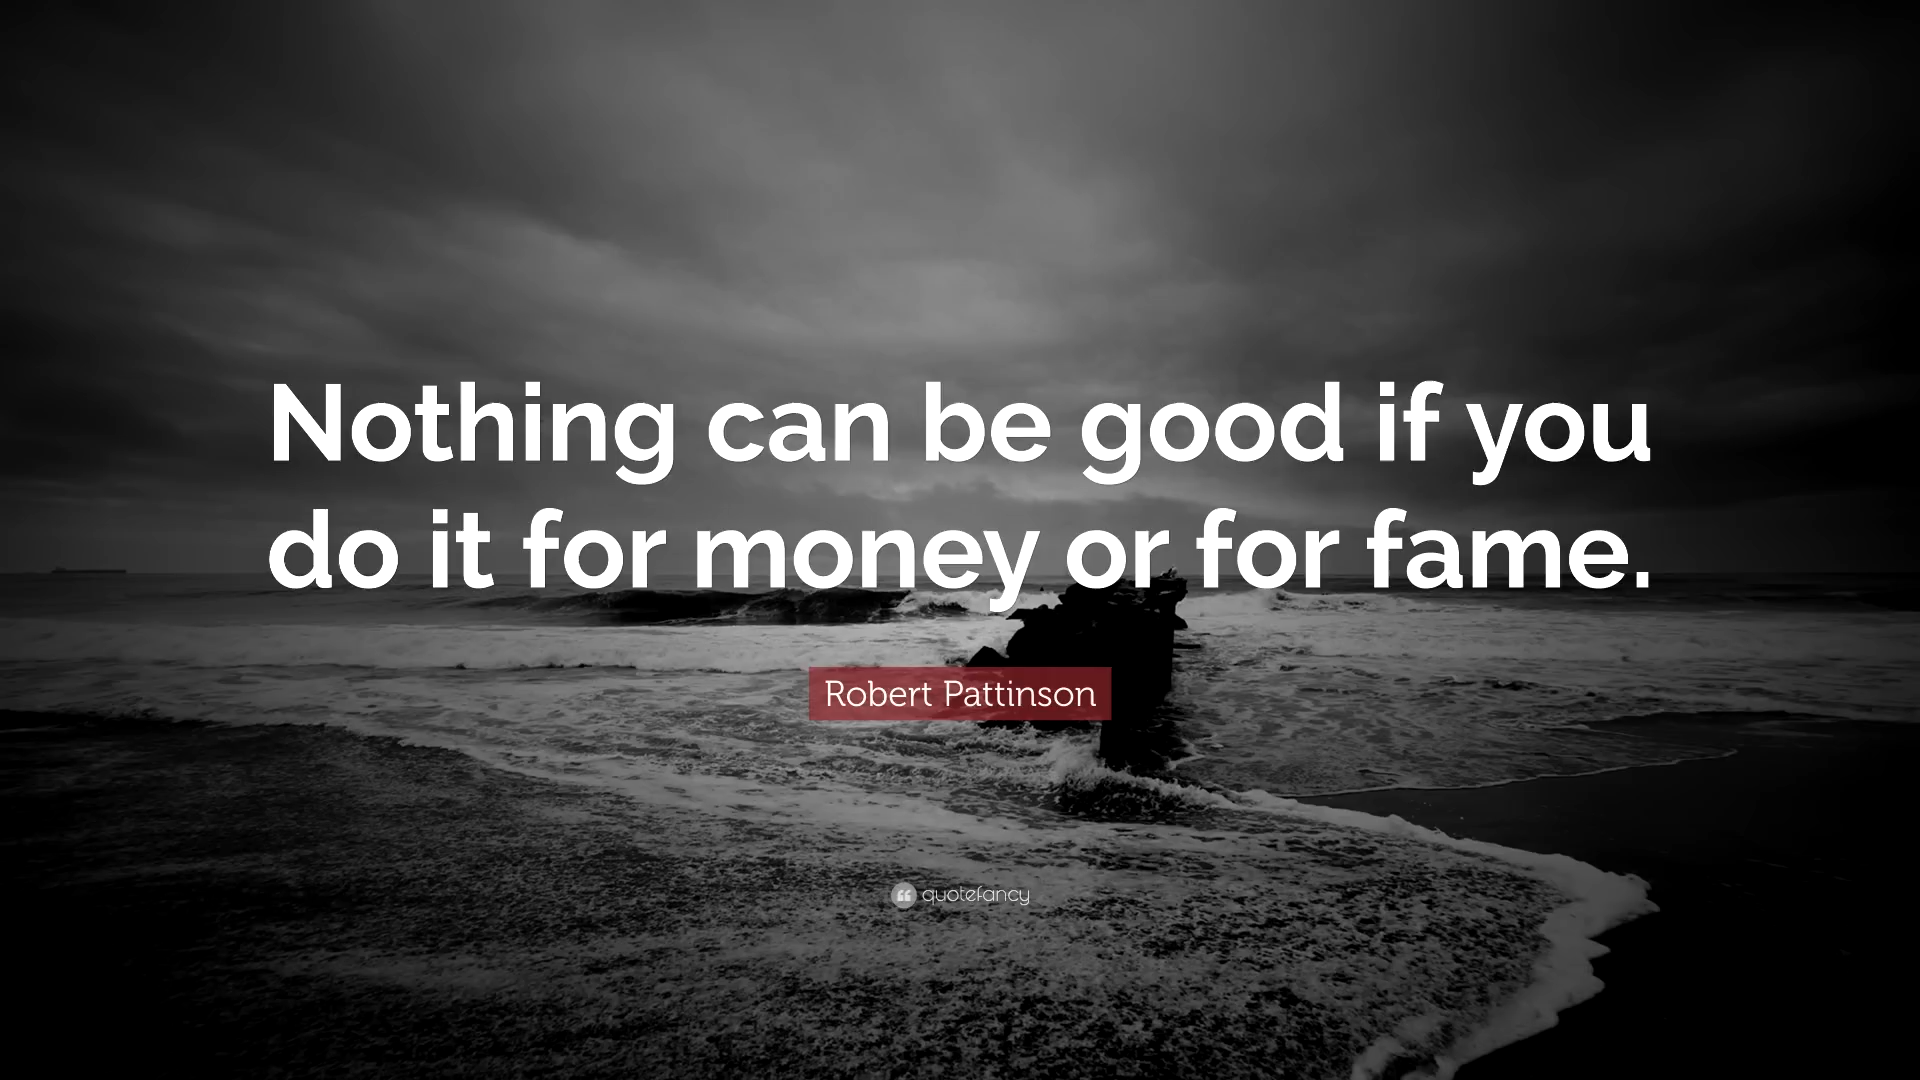 Nothing can be good if you
do it for money or for fame.
Robert Pattinson
quotefancy